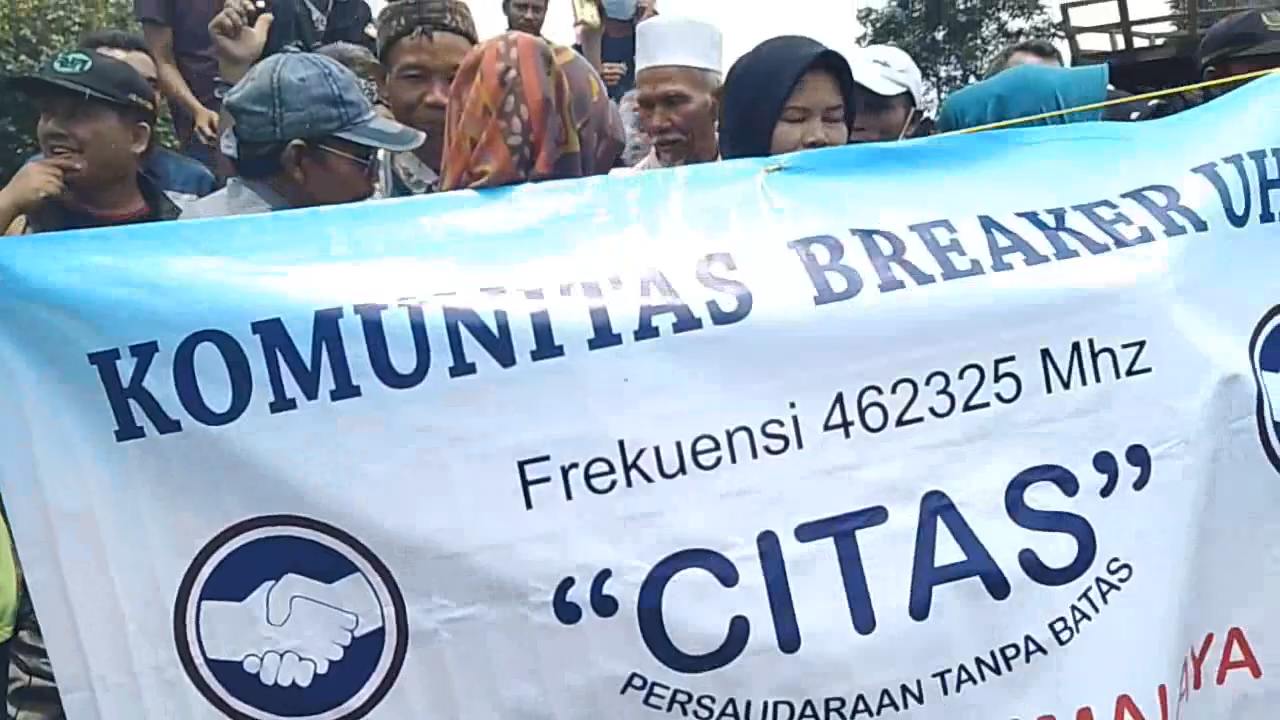 KOMUNITAS BREAKER
Frekuensi 462325 Mhz
“CITAS”
PERSAUDARAAN TANPA BATAS